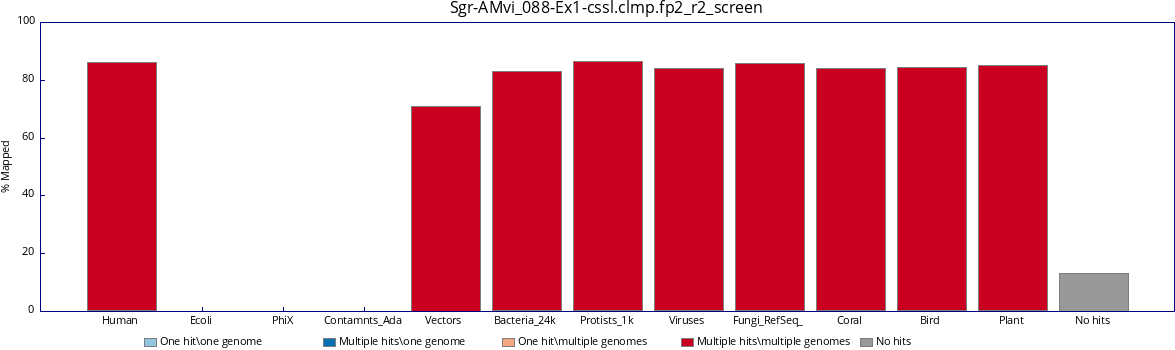 Sgr-AMvi_088-Ex1-cssl.clmp.fp2_r2_screen
100
80
60
40
20
0
% Mapped
Human Ecoli PhiX Contamnts_Ada Vectors Bacteria_24k Protists_1k Viruses Fungi_RefSeq_ Coral Bird Plant No hits
One hit\one genome Multiple hits\one genome One hit\multiple genomes Multiple hits\multiple genomes No hits